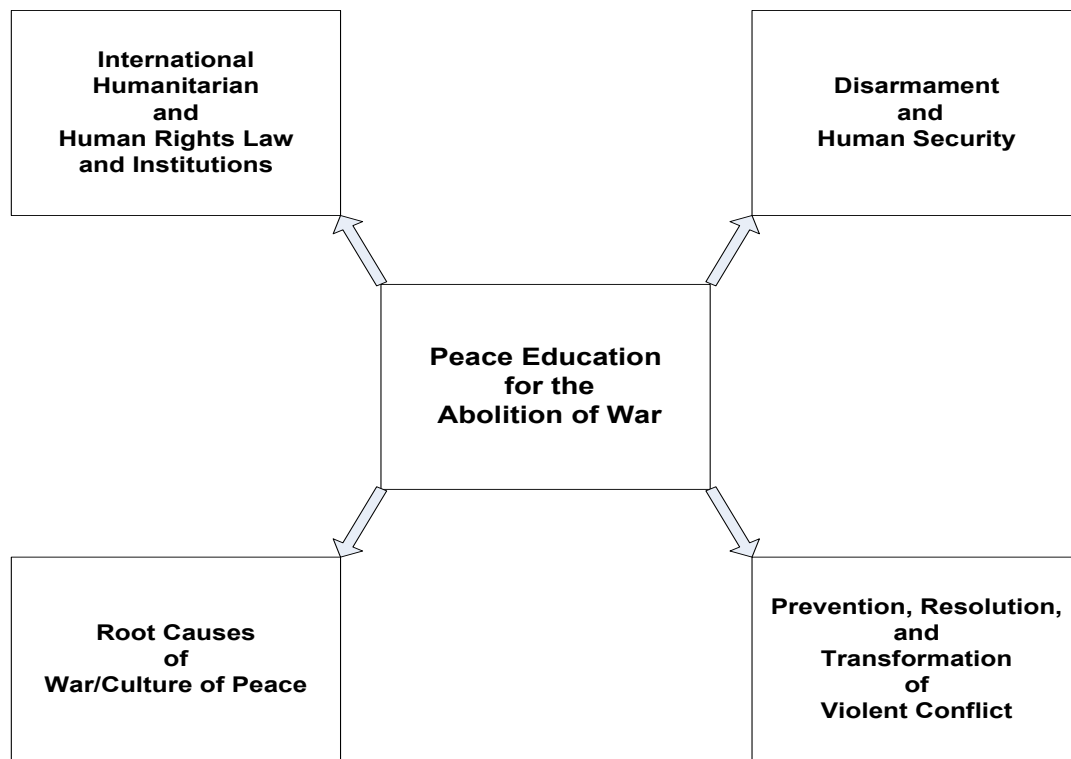 International
Humanitarian
and
Human Rights Law
and Institutions
Disarmament
and
Human Security
Peace Education
for the
Abolition of War
Root Causes
of
War/Culture of Peace
Prevention, Resolution,
and
Transformation
of
Violent Conflict